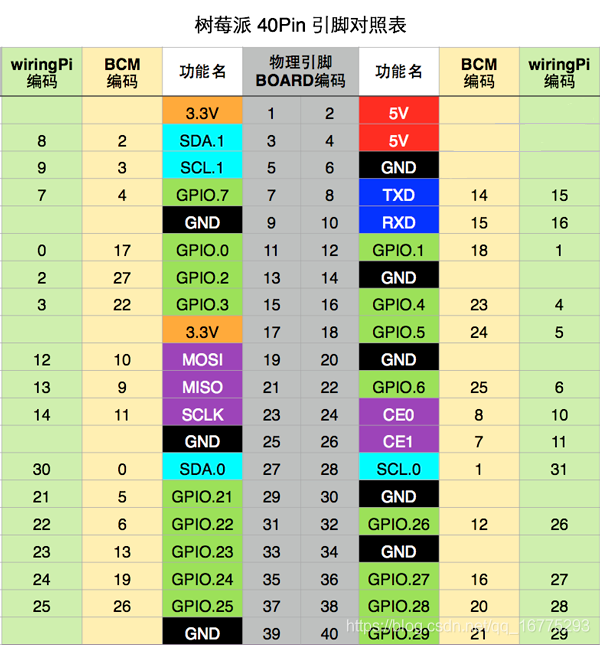 树莓派 40Pin 引脚对照表
wiringPi 编码 BCM 编码 功能名 物理引脚 BOARD编码 功能名 BCM 编码 wiringPi 编码
3.3V 1 2 5V
8 2 SDA.1 3 4 5V
9 3 SCL.1 5 6 GND
7 4 GPIO.7 7 8 TXD 14 15
GND 9 10 RXD 15 16
0 17 GPIO.0 11 12 GPIO.1 18 1
2 27 GPIO.2 13 14 GND
3 22 GPIO.3 15 16 GPIO.4 23 4
3.3V 17 18 GPIO.5 24 5
12 10 MOSI 19 20 GND
13 9 MISO 21 22 GPIO.6 25 6
14 11 SCLK 23 24 CE0 8 10
GND 25 26 CE1 7 11
30 0 SDA.0 27 28 SCL.0 1 31
21 5 GPIO.21 29 30 GND
22 6 GPIO.22 31 32 GPIO.26 12 26
23 13 GPIO.23 33 34 GND
24 19 GPIO.24 35 36 GPIO.27 16 27
25 26 GPIO.25 37 38 GPIO.28 20 28
GND 39 40 GPIO.29 21 29
https://blog.csdn.net/qq_16775293